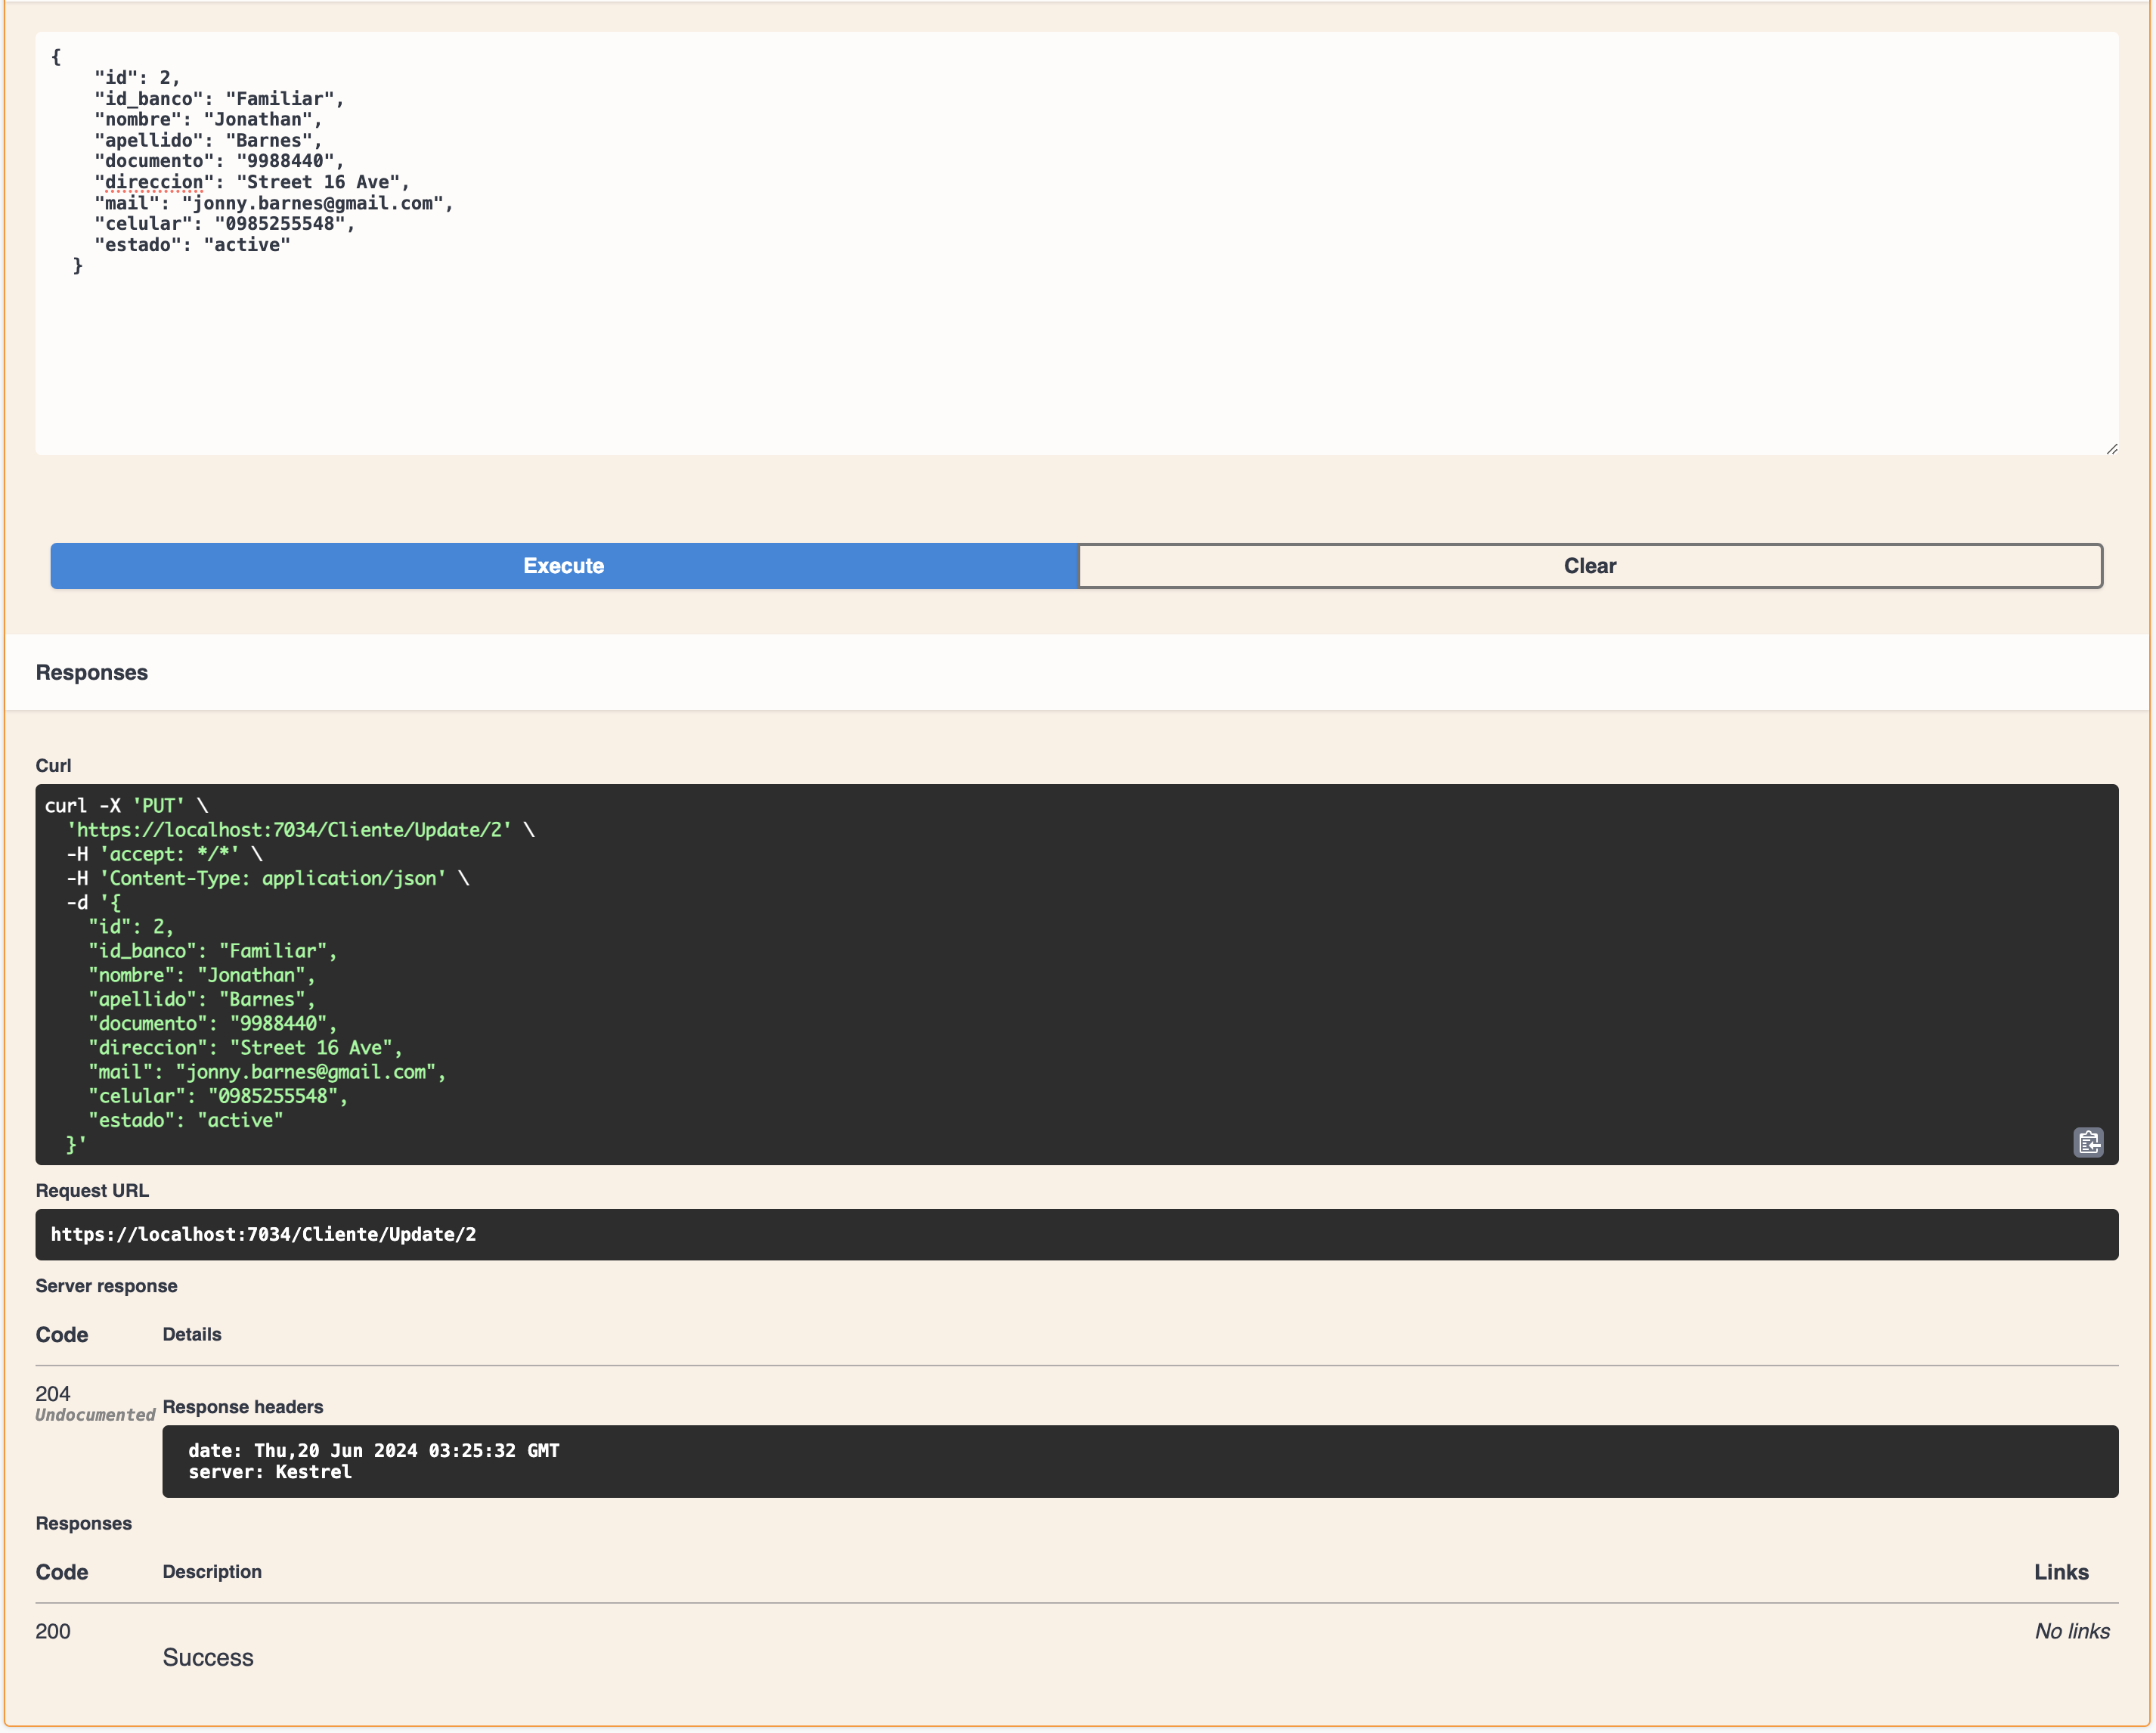 {
    "id": 2,
    "id_banco": "Familiar",
    "nombre": "Jonathan",
    "apellido": "Barnes",
    "documento": "9988440",
    "direccion": "Street 16 Ave",
    "mail": "jonny.barnes@gmail.com",
    "celular": "0985255548",
    "estado": "active"
  }
Execute
Clear
Responses
Curl
curl -X 'PUT' \
  'https://localhost:7034/Cliente/Update/2' \
  -H 'accept: */*' \
  -H 'Content-Type: application/json' \
  -d '{
    "id": 2,
    "id_banco": "Familiar",
    "nombre": "Jonathan",
    "apellido": "Barnes",
    "documento": "9988440",
    "direccion": "Street 16 Ave",
    "mail": "jonny.barnes@gmail.com",
    "celular": "0985255548",
    "estado": "active"
  }'
Request URL
https://localhost:7034/Cliente/Update/2
Server response
Code Details
204
Undocumented
Response headers
date: Thu,20 Jun 2024 03:25:32 GMT
server: Kestrel
Responses
Code Description Links
200 No links
Success